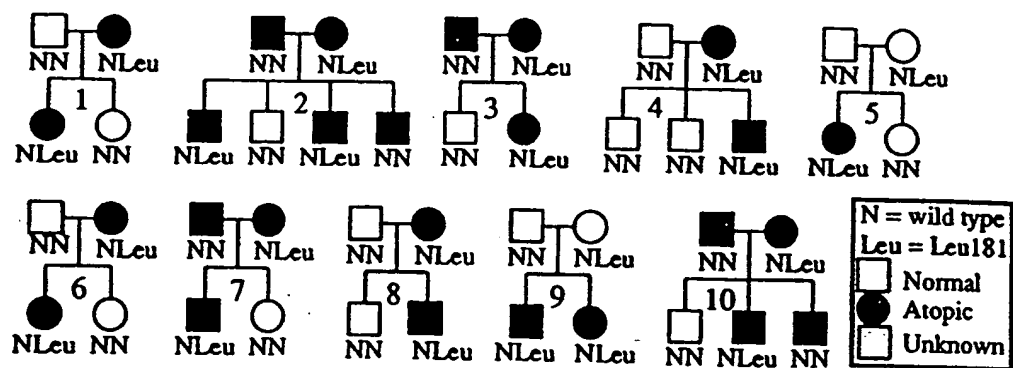 NN NLeu NN NLeu NN NLeu NN NLeu NN NLeu
1 2 3 4 5
NLeu NN NLeu NN NLeu NN NN NLeu NN NN NLeu NLeu NN
NN NLeu NN NLeu NN NLeu NN NLeu NN NLeu
6 7 8 9 10
NLeu NN NLeu NN NN NLeu NLeu NLeu NN NLeu NN
N = wild type
Leu = Leu181
Normal
Atopic
Unknown